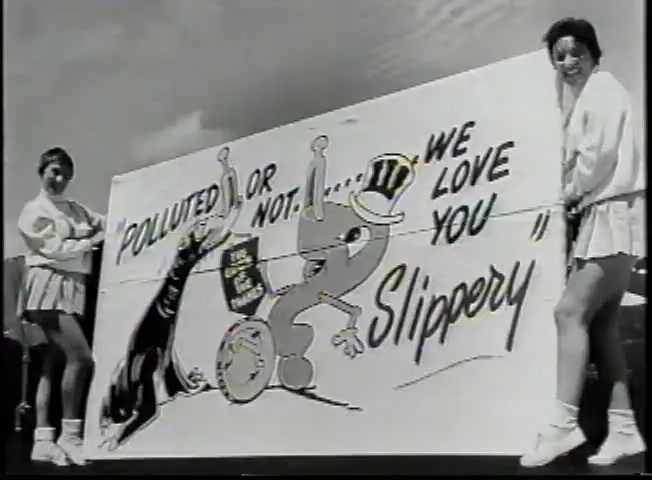 "POLLUTED OR
NOT......WE
LOVE
YOU"
Slippery